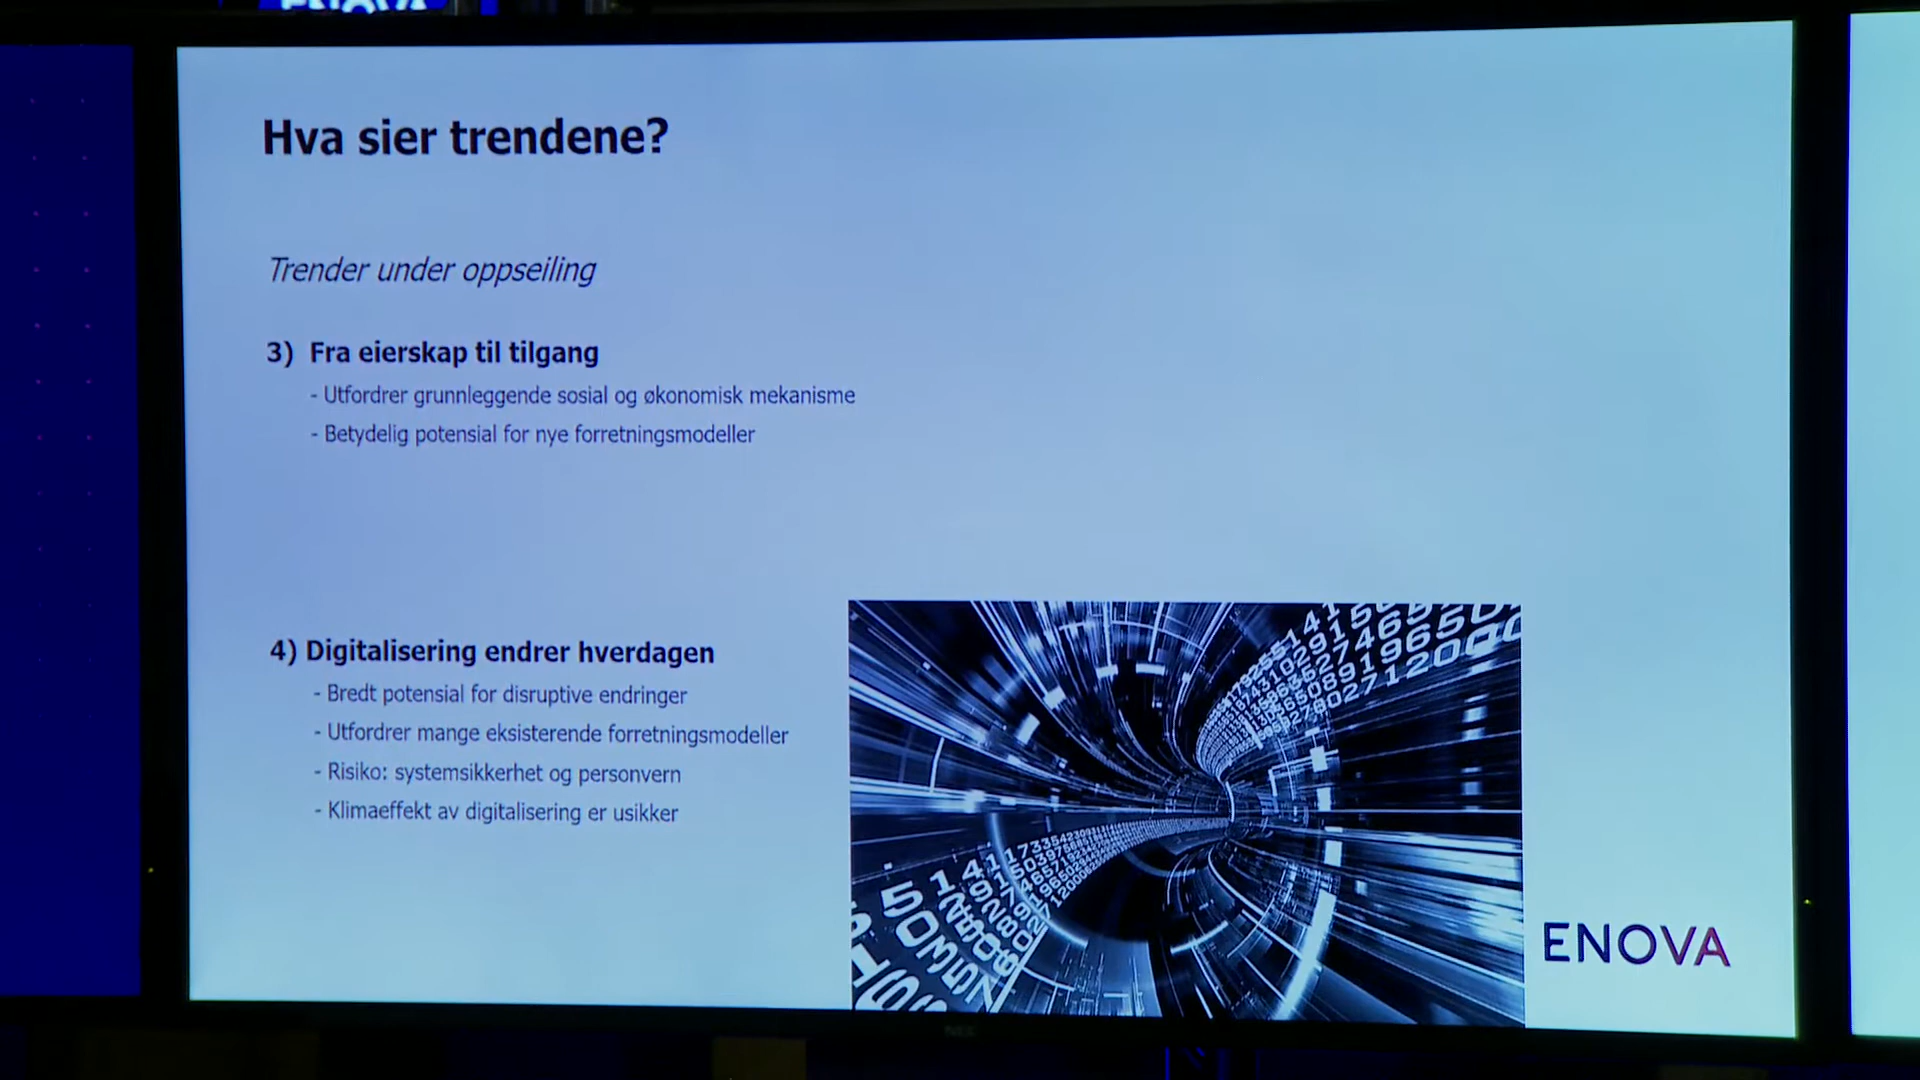 ENOVA
Hva sier trendene?
Trender under oppseiling
3) Fra eierskap til tilgang
- Utfordrer grunnleggende sosial og økonomisk mekanisme
- Betydelig potensial for nye forretningsmodeller
4) Digitalisering endrer hverdagen
- Bredt potensial for disruptive endringer
- Utfordrer mange eksisterende forretningsmodeller
- Risiko: systemsikkerhet og personvern
- Klimaeffekt av digitalisering er usikker
ENOVA
NEC